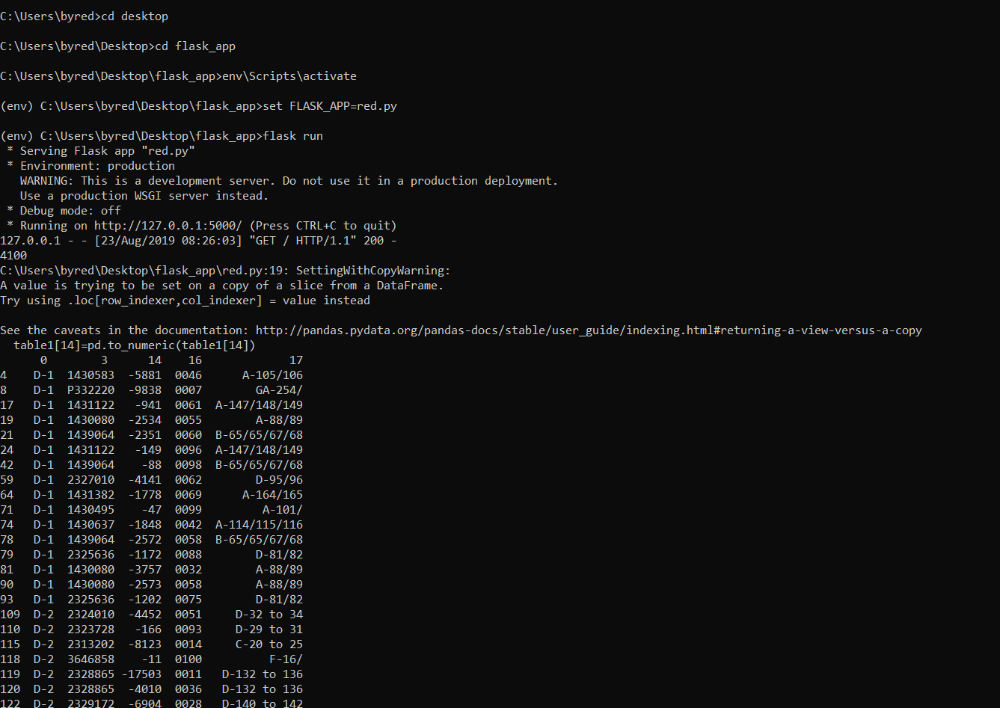 C:\Users\byred>cd desktop
C:\Users\byred\Desktop>cd flask_app
C:\Users\byred\Desktop\flask_app>env\Scripts\activate
(env) C:\Users\byred\Desktop\flask_app>set FLASK_APP=red.py
(env) C:\Users\byred\Desktop\flask_app>flask run
 * Serving Flask app "red.py"
 * Environment: production
   WARNING: This is a development server. Do not use it in a production deployment.
   Use a production WSGI server instead.
 * Debug mode: off
 * Running on http://127.0.0.1:5000/ (Press CTRL+C to quit)
127.0.0.1 - - [23/Aug/2019 08:26:03] "GET / HTTP/1.1" 200 -
4100
C:\Users\byred\Desktop\flask_app\red.py:19: SettingWithCopyWarning:
A value is trying to be set on a copy of a slice from a DataFrame.
Try using .loc[row_indexer,col_indexer] = value instead
See the caveats in the documentation: http://pandas.pydata.org/pandas-docs/stable/user_guide/indexing.html#returning-a-view-versus-a-copy
  table1[14]=pd.to_numeric(table1[14])
      0        3      14    16             17
4    D-1  1430583  -5881  0046      A-105/106
8    D-1  P332220  -9838  0007        GA-254/
17   D-1  1431122   -941  0061  A-147/148/149
19   D-1  1430080  -2534  0055        A-88/89
21   D-1  1439064  -2351  0060  B-65/65/67/68
24   D-1  1431122   -149  0096  A-147/148/149
42   D-1  1439064    -88  0098  B-65/65/67/68
59   D-1  2327010  -4141  0062        D-95/96
64   D-1  1431382  -1778  0069      A-164/165
71   D-1  1430495    -47  0099         A-101/
74   D-1  1430637  -1848  0042  A-114/115/116
78   D-1  1439064  -2572  0058  B-65/65/67/68
79   D-1  2325636  -1172  0088        D-81/82
81   D-1  1430080  -3757  0032        A-88/89
90   D-1  1430080  -2573  0058        A-88/89
93   D-1  2325636  -1202  0075        D-81/82
109  D-2  2324010  -4452  0051     D-32 to 34
110  D-2  2323728   -166  0093     D-29 to 31
115  D-2  2313202  -8123  0014     C-20 to 25
118  D-2  3646858    -11  0100          F-16/
119  D-2  2328865 -17503  0011   D-132 to 136
120  D-2  2328865  -4010  0036   D-132 to 136
122  D-2  2329172  -6904  0028   D-140 to 142